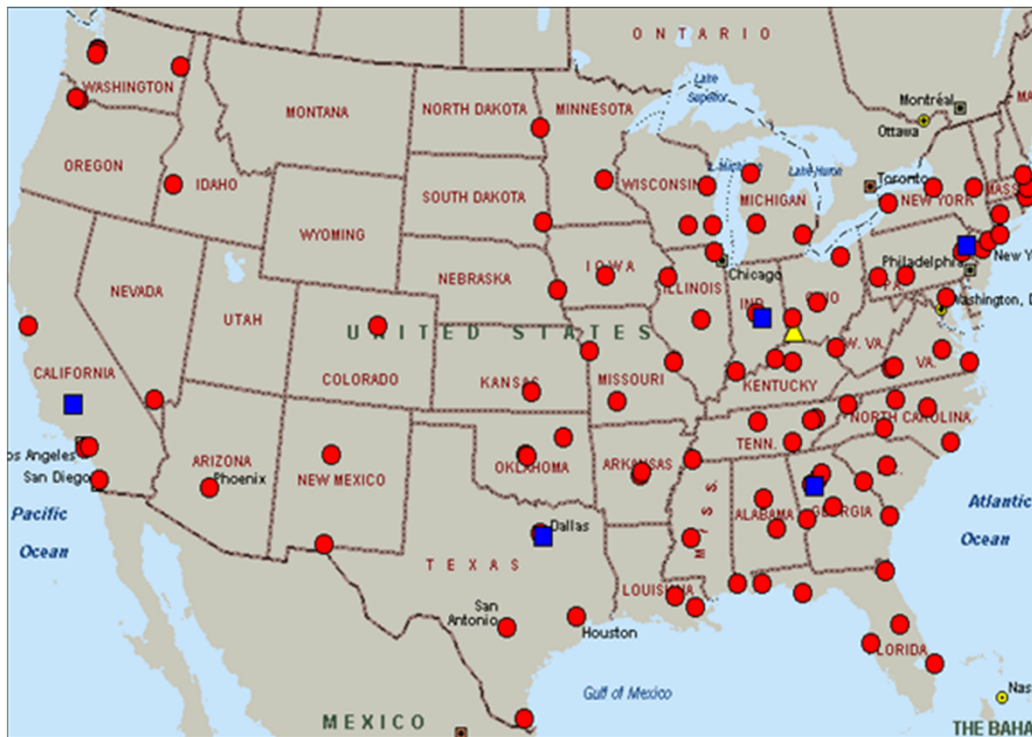 ONTARIO
Lake
Superior
Montréal
Ottawa
WASHINGTON
MONTANA
NORTH DAKOTA
MINNESOTA
OREGON
IDAHO
SOUTH DAKOTA
WISCONSIN
L. Michigan
Lake Huron
Toronto
MICHIGAN
NEW YORK
MASS
WYOMING
NEBRASKA
IOWA
Chicago
Philadelphia
New Y
NEVADA
UTAH
ILLINOIS
IND.
OHIO
PA.
Washington, D
UNITED STATES
COLORADO
KANSAS
MISSOURI
W. VA.
VA.
CALIFORNIA
KENTUCKY
NORTH CAROLINA
TENN.
os Angeles
ARIZONA
NEW MEXICO
OKLAHOMA
ARKANSAS
San Diego
Phoenix
Pacific
Ocean
MISS.
ALABAMA
GEORGIA
Atlantic
Ocean
Dallas
TEXAS
LOUISIANA
San
Antonio
Houston
FLORIDA
Gulf of Mexico
Nas
MEXICO
THE BAHA